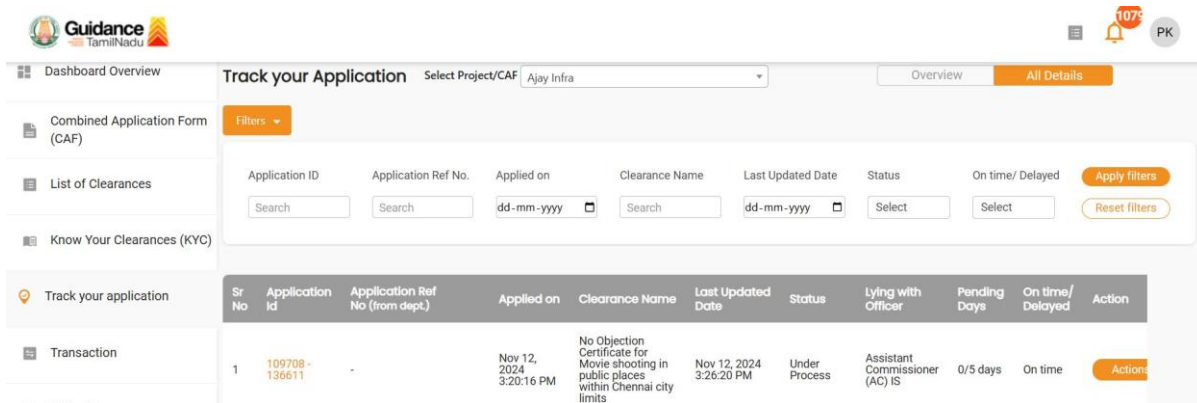 Guidance
TamilNadu
1079
PK
Dashboard Overview
Track your Application
Select Project/CAF
Ajay Infra
Overview
All Details
Combined Application Form
(CAF)
Filters
List of Clearances
Application ID
Application Ref No.
Applied on
Clearance Name
Last Updated Date
Status
On time/ Delayed
Apply filters
Search
Search
dd-mm-yyyy
Search
dd-mm-yyyy
Select
Select
Reset filters
Know Your Clearances (KYC)
Track your application
Sr
No
Application
Id
Application Ref
No (from dept.)
Applied on
Clearance Name
Last Updated
Date
Status
Lying with
Officer
Pending
Days
On time/
Delayed
Action
Transaction
1
109708 -
136611
-
Nov 12,
2024
3:20:16 PM
No Objection
Certificate for
Movie shooting in
public places
within Chennai city
limits
Nov 12, 2024
3:26:20 PM
Under
Process
Assistant
Commissioner
(AC) IS
0/5 days
On time
Actions